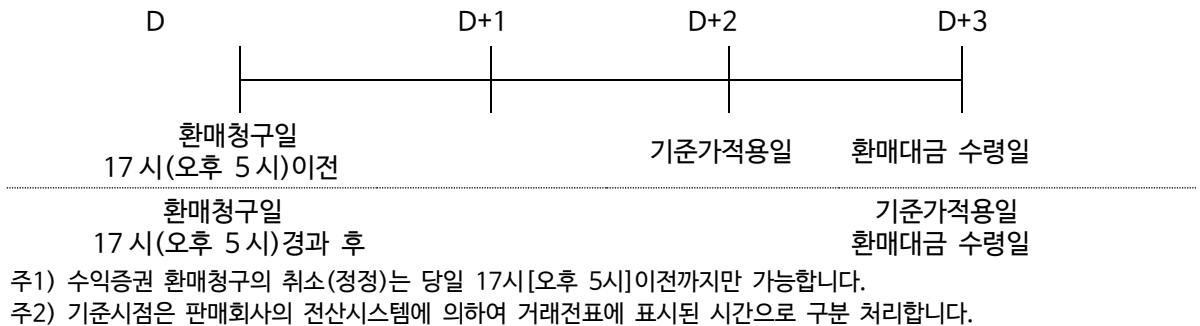 D D+1 D+2 D+3
환매청구일
17 시(오후 5 시)이전 기준가적용일 환매대금 수령일
환매청구일 기준가적용일
17 시(오후 5 시)경과 후 환매대금 수령일
주1) 수익증권 환매청구의 취소(정정)는 당일 17시[오후 5시]이전까지만 가능합니다.
주2) 기준시점은 판매회사의 전산시스템에 의하여 거래전표에 표시된 시간으로 구분 처리합니다.